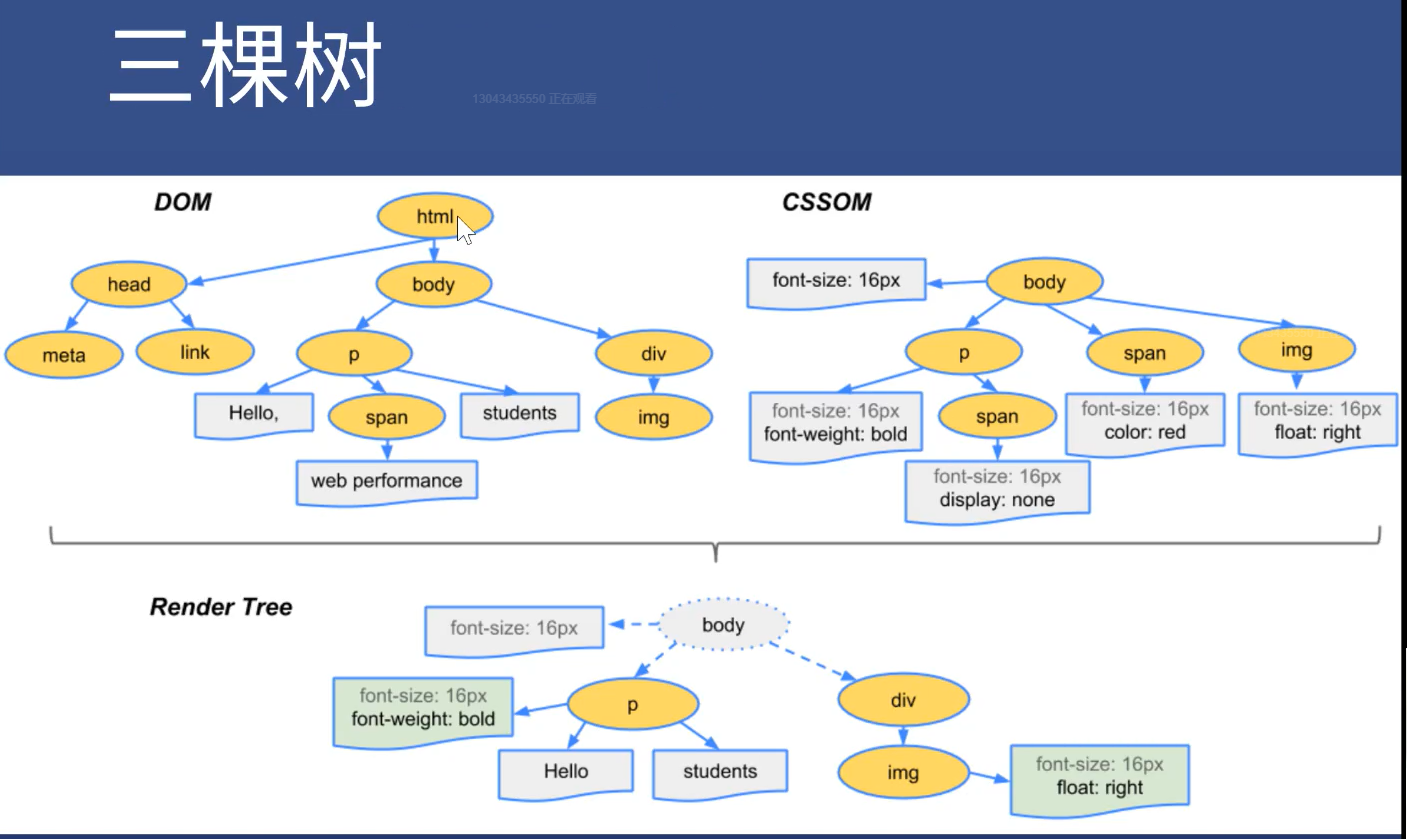 三棵树
13043435550 正在观看
DOM
html
head
body
meta
link
p
div
Hello,
span
students
img
web performance
CSSOM
font-size: 16px
body
p
span
img
font-size: 16px
font-weight: bold
span
font-size: 16px
color: red
font-size: 16px
float: right
font-size: 16px
display: none
Render Tree
font-size: 16px
body
font-size: 16px
font-weight: bold
p
div
Hello
students
img
font-size: 16px
float: right